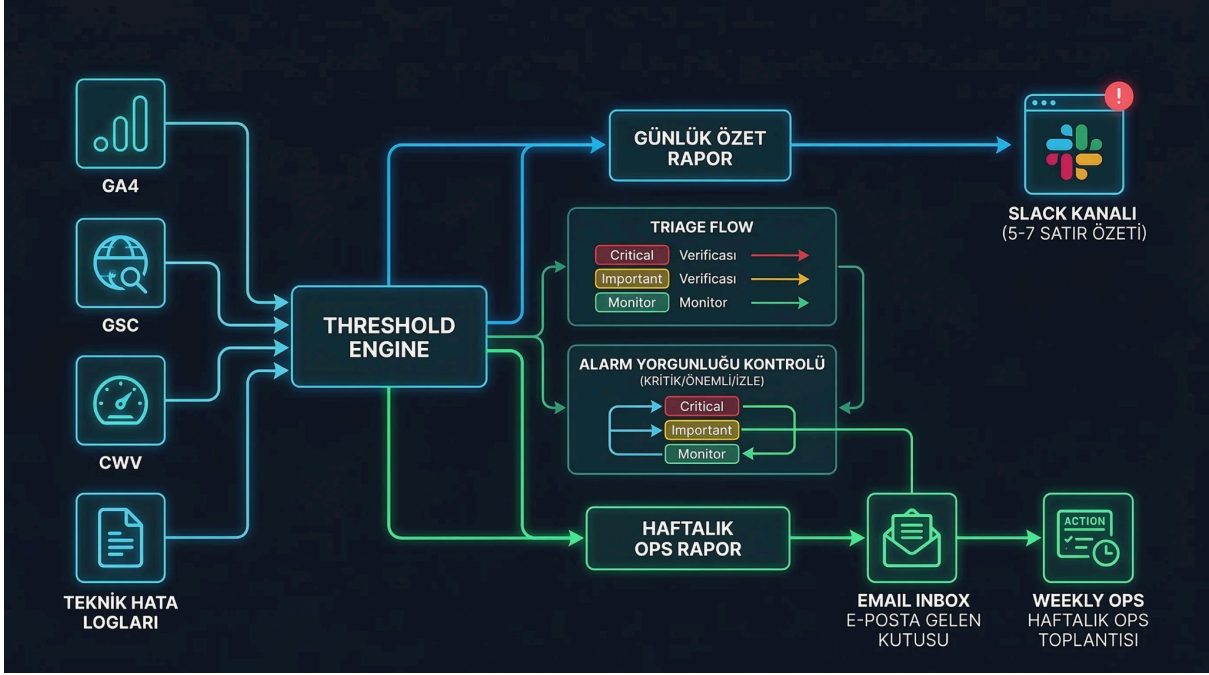 GA4
GSC
CWV
TEKNİK HATA
LOGLARI
THRESHOLD
ENGINE
GÜNLÜK ÖZET
RAPOR
!
SLACK KANALI
(5-7 SATIR ÖZETİ)
TRIAGE FLOW
Critical Verificası
Important Verificası
Monitor Monitor
ALARM YORGUNLUĞU KONTROLÜ
(KRİTİK/ÖNEMLİ/İZLE)
Critical
Important
Monitor
HAFTALIK
OPS RAPOR
EMAIL INBOX
E-POSTA GELEN
KUTUSU
ACTION
WEEKLY OPS
HAFTALIK OPS
TOPLANTISI